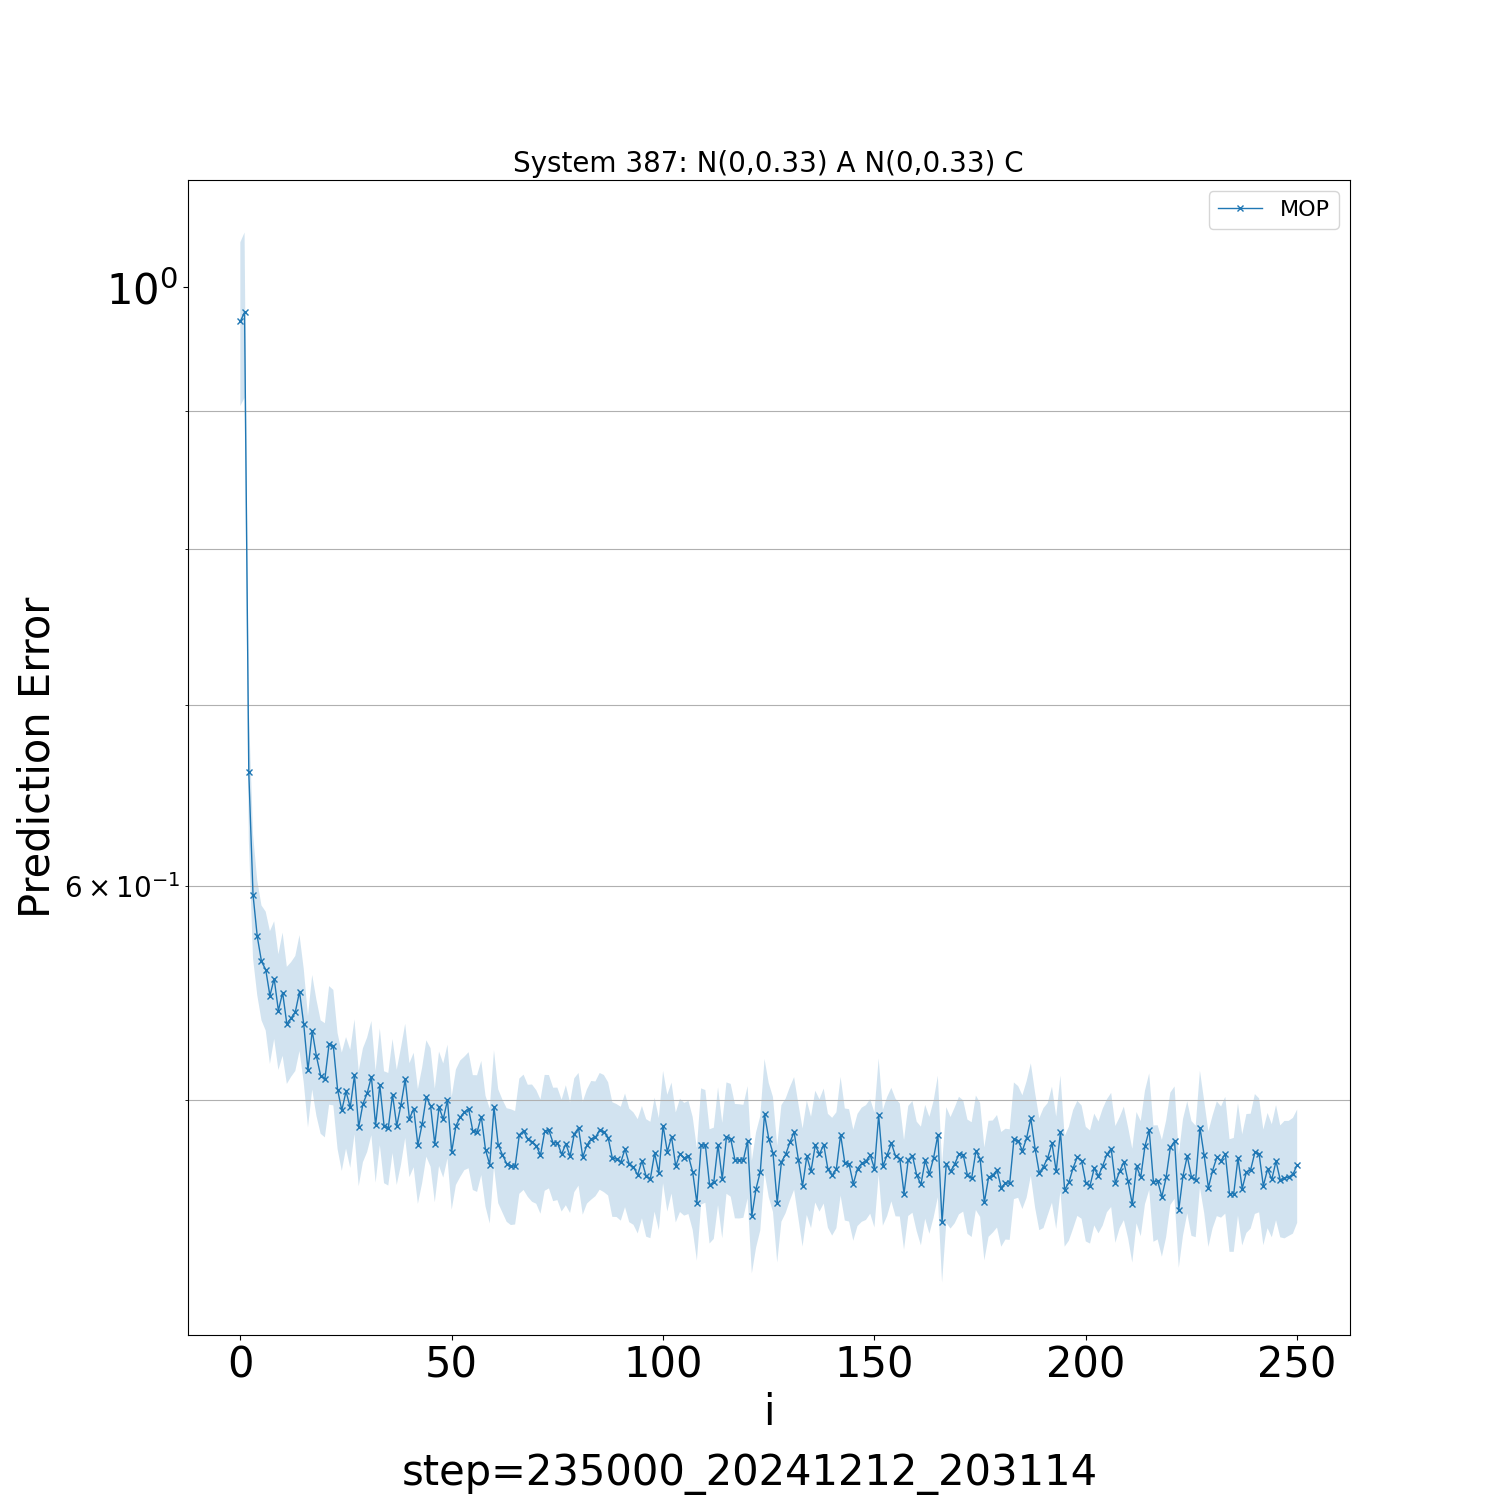 System 387: N(0,0.33) A N(0,0.33) C
MOP
10⁰
6 × 10⁻¹
Prediction Error
0 50 100 150 200 250
i
step=235000_20241212_203114